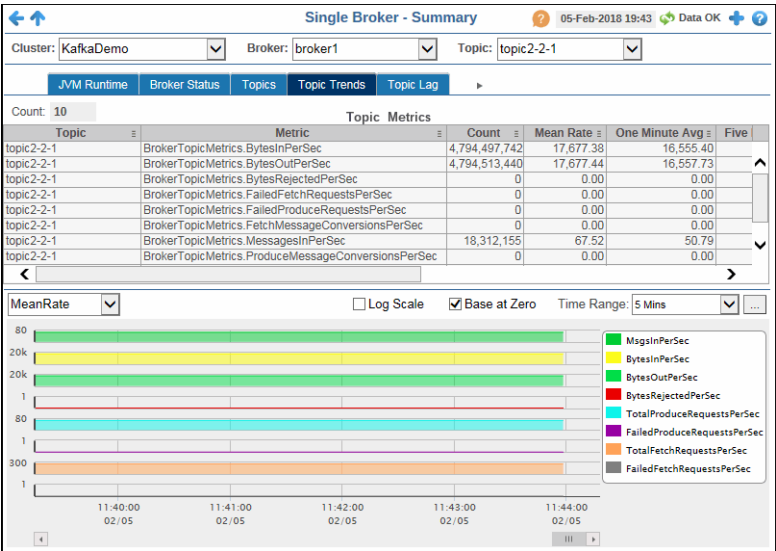 Single Broker - Summary ? 05-Feb-2018 19:43 Data OK ?
Cluster: KafkaDemo Broker: broker1 Topic: topic2-2-1
JVM Runtime Broker Status Topics Topic Trends Topic Lag
Count: 10 Topic Metrics
Topic Metric Count Mean Rate One Minute Avg Five
topic2-2-1 BrokerTopicMetrics.BytesInPerSec 4,794,497,742 17,677.38 16,555.40
topic2-2-1 BrokerTopicMetrics.BytesOutPerSec 4,794,513,440 17,677.44 16,557.73
topic2-2-1 BrokerTopicMetrics.BytesRejectedPerSec 0 0.00 0.00
topic2-2-1 BrokerTopicMetrics.FailedFetchRequestsPerSec 0 0.00 0.00
topic2-2-1 BrokerTopicMetrics.FailedProduceRequestsPerSec 0 0.00 0.00
topic2-2-1 BrokerTopicMetrics.FetchMessageConversionsPerSec 0 0.00 0.00
topic2-2-1 BrokerTopicMetrics.MessagesInPerSec 18,312,155 67.52 50.79
topic2-2-1 BrokerTopicMetrics.ProduceMessageConversionsPerSec 0 0.00 0.00
MeanRate Log Scale Base at Zero Time Range: 5 Mins ...
80 MsgsInPerSec
20k BytesInPerSec
20k BytesOutPerSec
1 BytesRejectedPerSec
80 TotalProduceRequestsPerSec
1 FailedProduceRequestsPerSec
300 TotalFetchRequestsPerSec
1 FailedFetchRequestsPerSec
11:40:00 11:41:00 11:42:00 11:43:00 11:44:00
02/05 02/05 02/05 02/05 02/05